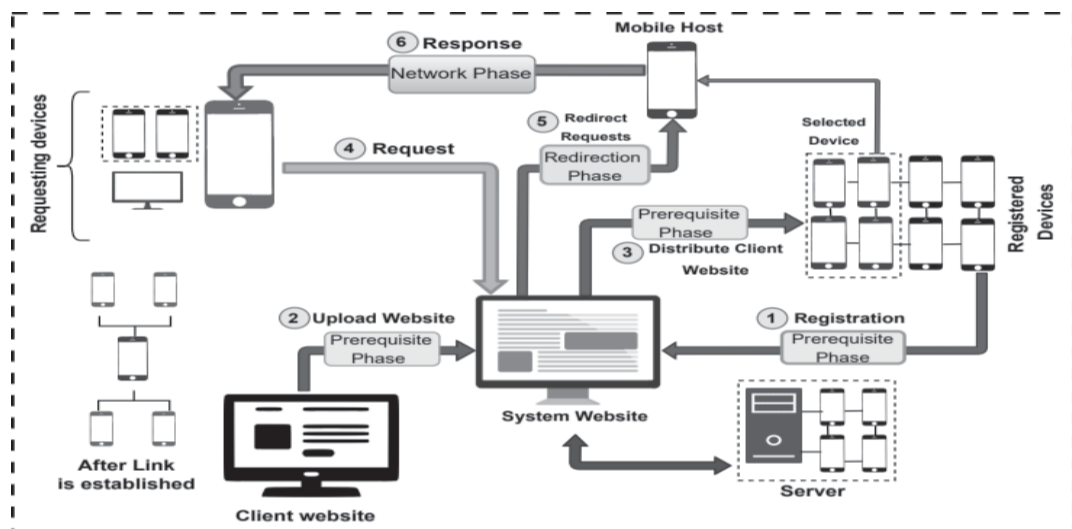 6 Response
Network Phase
Mobile Host
Requesting devices
4 Request
5 Redirect
Requests
Redirection
Phase
Selected
Device
Registered
Devices
Prerequisite
Phase
3 Distribute Client
Website
2 Upload Website
Prerequisite
Phase
1 Registration
Prerequisite
Phase
System Website
After Link
is established
Client website
Server